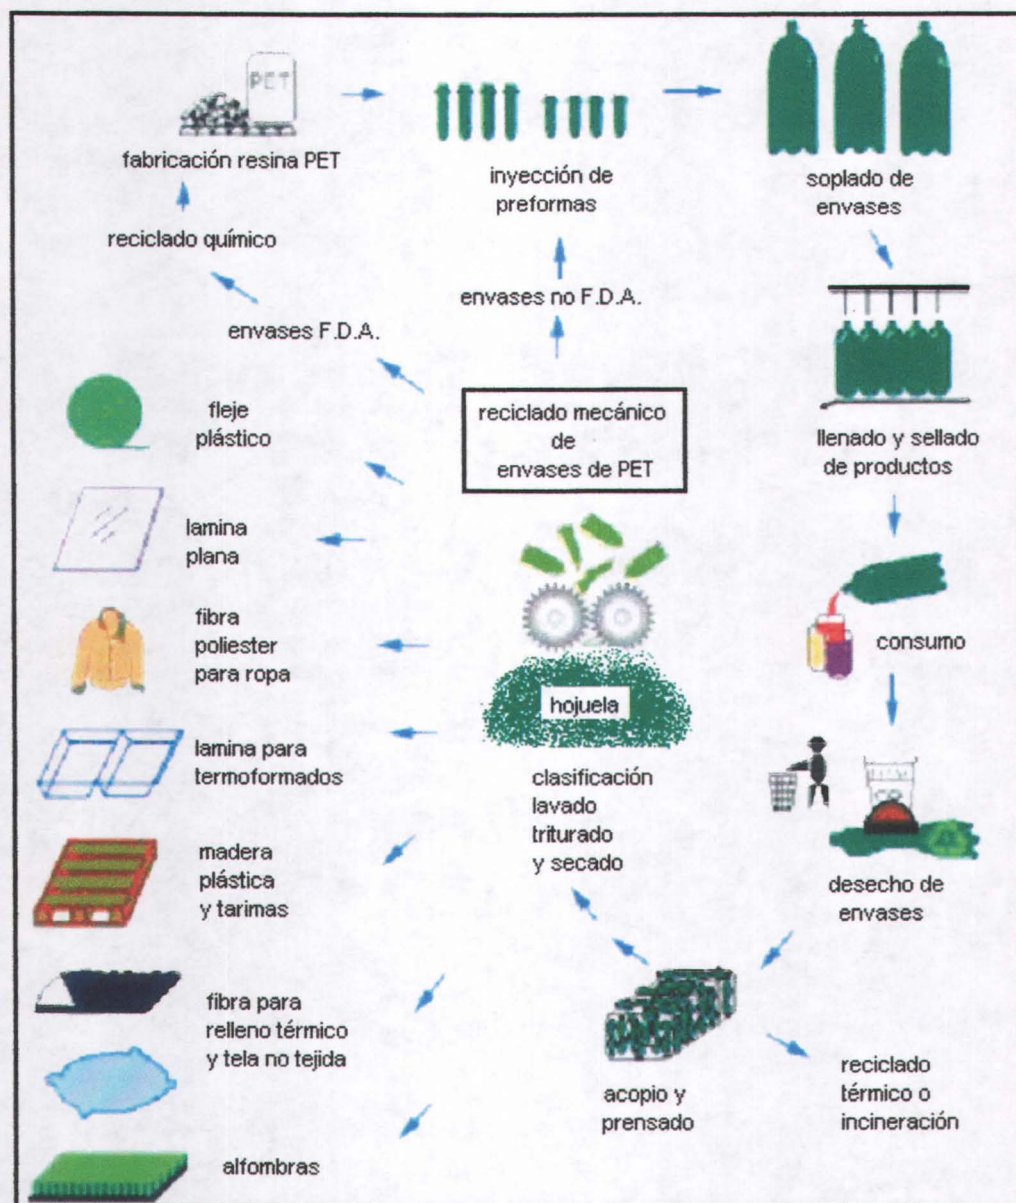 PET
fabricación resina PET
inyección de
preformas
soplado de
envases
reciclado químico
envases F.D.A.
envases no F.D.A.
reciclado mecánico
de
envases de PET
llenado y sellado
de productos
fleje
plástico
lamina
plana
fibra
poliester
para ropa
lamina para
termoformados
madera
plástica
y tarimas
fibra para
relleno térmico
y tela no tejida
alfombras
hojuela
clasificación
lavado
triturado
y secado
consumo
desecho de
envases
acopio y
prensado
reciclado
térmico o
incineración